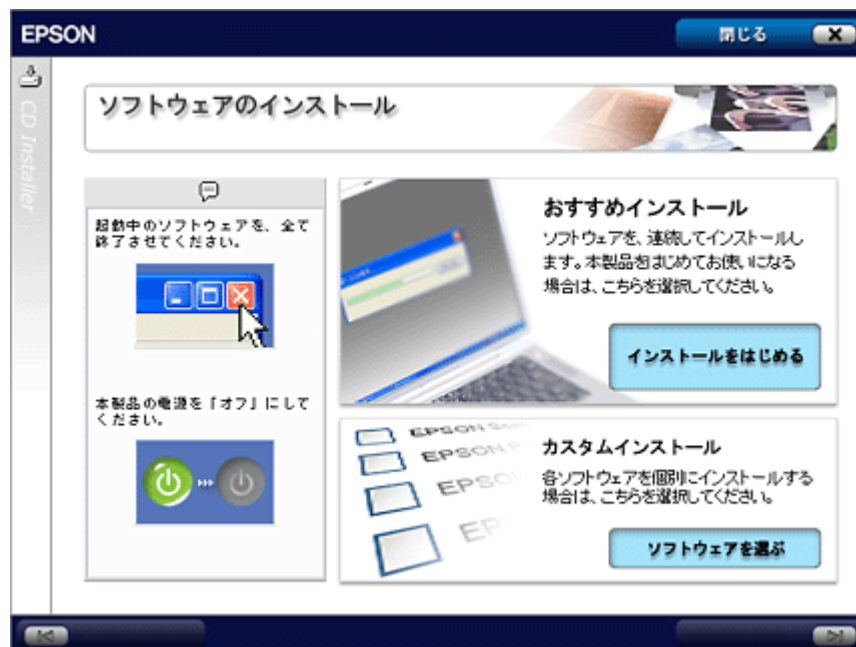 EPSON
閉じる
CD Installer
ソフトウェアのインストール
起動中のソフトウェアを、全て
終了させてください。
本製品の電源を「オフ」にして
ください。
おすすめインストール
ソフトウェアを、連続してインストールし
ます。本製品をはじめてお使いになる
場合は、こちらを選択してください。
インストールをはじめる
EPSON
EPSON
EPSO
EP
カスタムインストール
各ソフトウェアを個別にインストールする
場合は、こちらを選択してください。
ソフトウェアを選ぶ